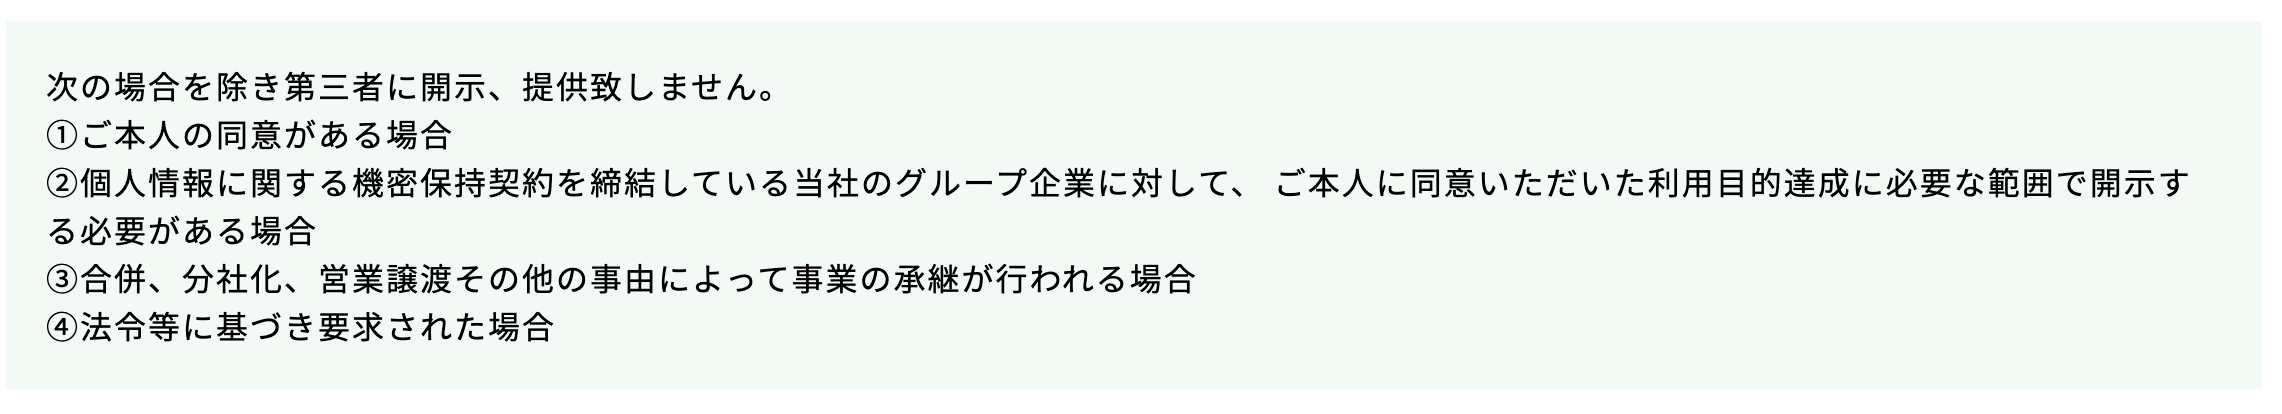 次の場合を除き第三者に開示、提供致しません。
①ご本人の同意がある場合
②個人情報に関する機密保持契約を締結している当社のグループ企業に対して、 ご本人に同意いただいた利用目的達成に必要な範囲で開示す
る必要がある場合
③合併、分社化、営業譲渡その他の事由によって事業の承継が行われる場合
④法令等に基づき要求された場合